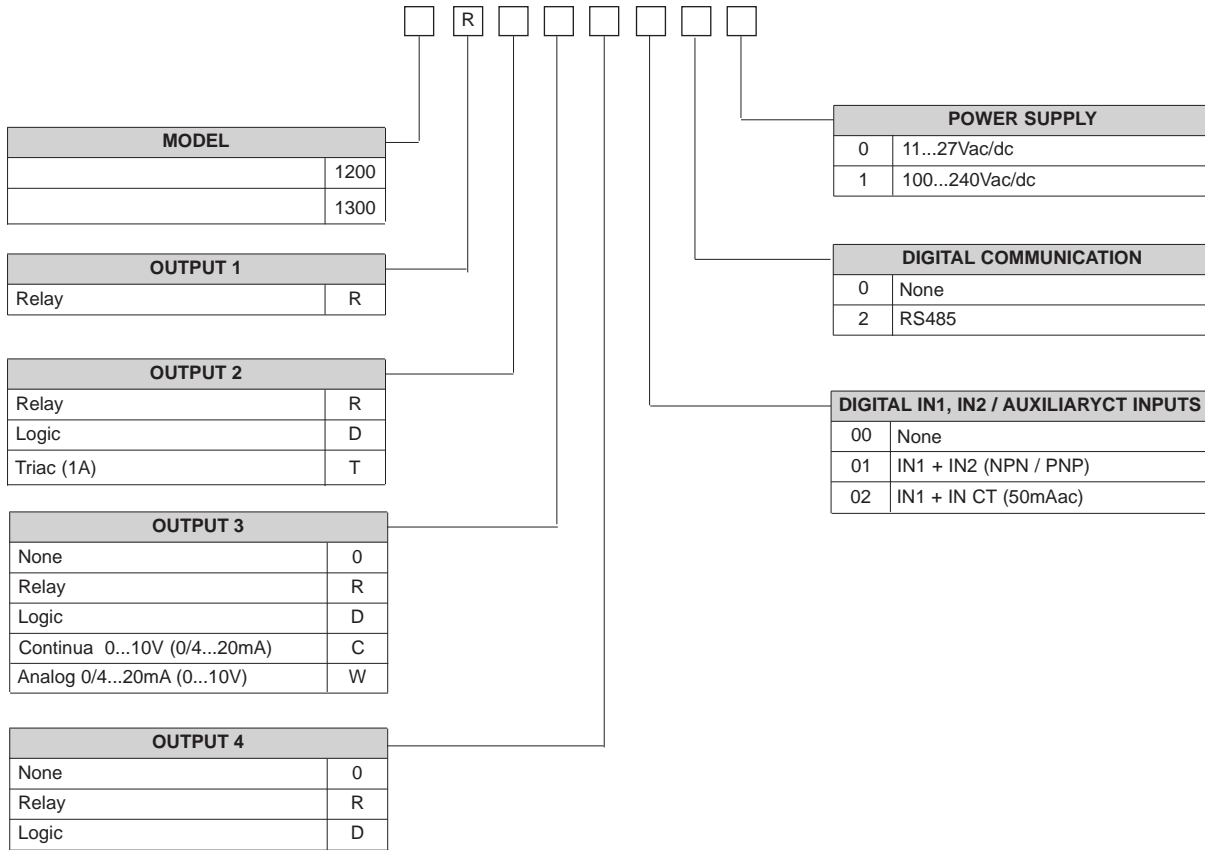 R
MODEL
1200
1300
OUTPUT 1
Relay R
OUTPUT 2
Relay R
Logic D
Triac (1A) T
OUTPUT 3
None 0
Relay R
Logic D
Continua 0...10V (0/4...20mA) C
Analog 0/4...20mA (0...10V) W
OUTPUT 4
None 0
Relay R
Logic D
POWER SUPPLY
0 11...27Vac/dc
1 100...240Vac/dc
DIGITAL COMMUNICATION
0 None
2 RS485
DIGITAL IN1, IN2 / AUXILIARYCT INPUTS
00 None
01 IN1 + IN2 (NPN / PNP)
02 IN1 + IN CT (50mAac)